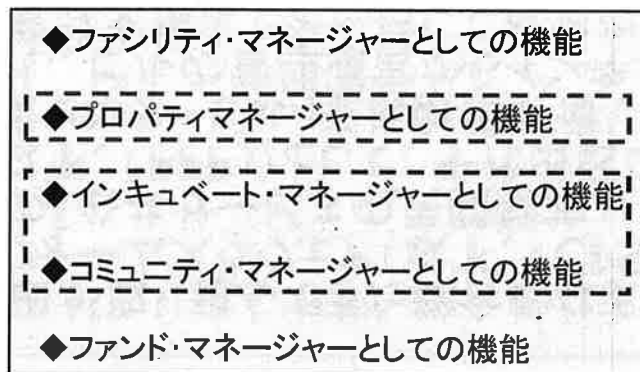 ◆ファシリティ・マネージャーとしての機能
◆プロパティマネージャーとしての機能
◆インキュベート・マネージャーとしての機能
◆コミュニティ・マネージャーとしての機能
◆ファンド・マネージャーとしての機能